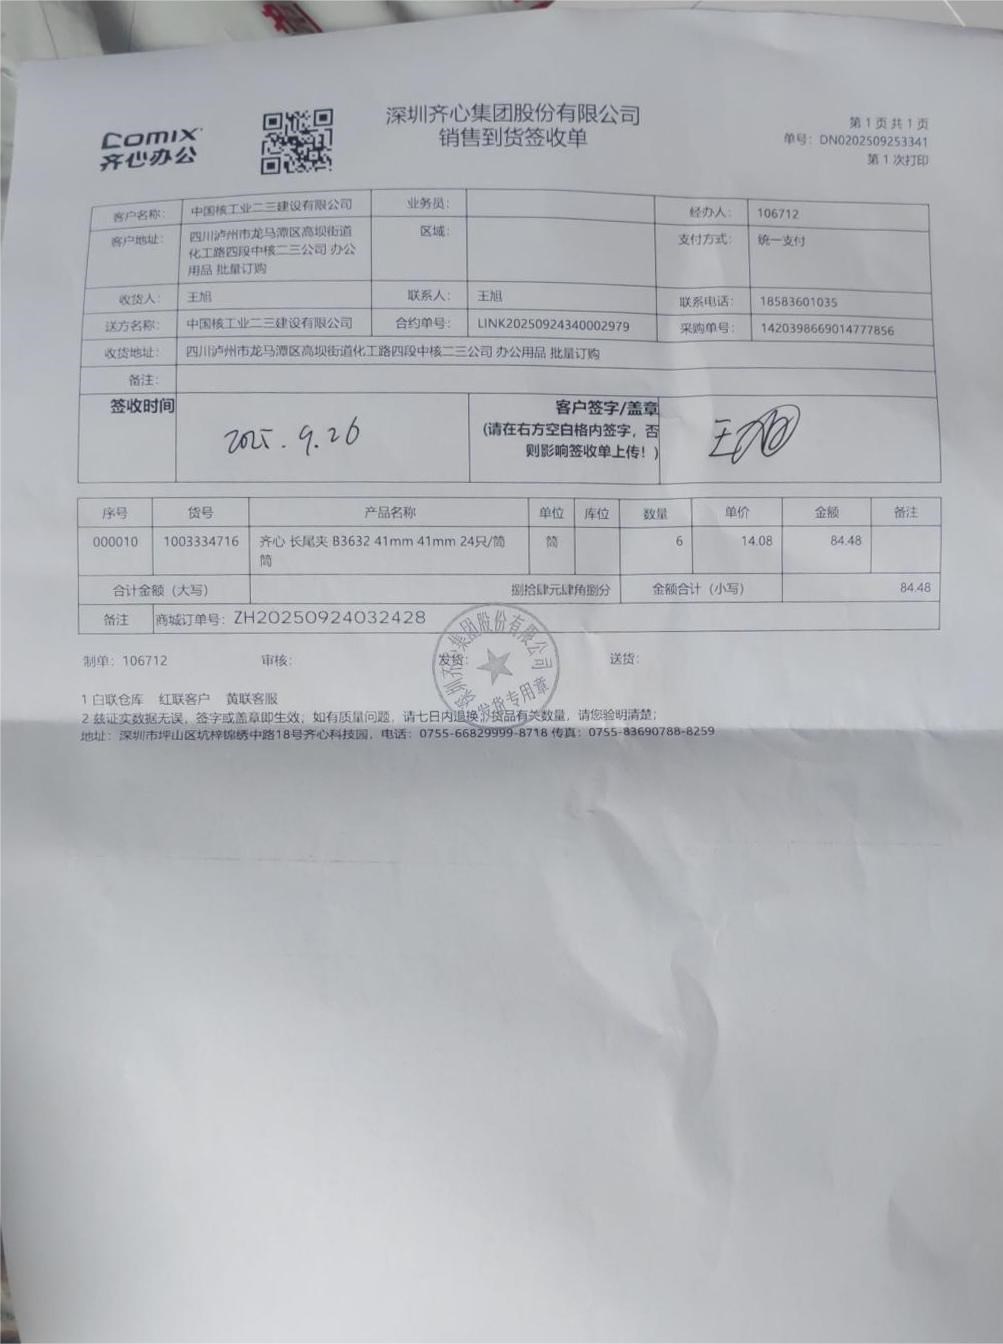 COMIX
齐心办公
深圳齐心集团股份有限公司
销售到货签收单
第 1 页 共 1 页
单号：DN0202509253341
第 1 次打印
客户名称： 中国核工业二三建设有限公司 业务员： 经办人： 106712
客户地址： 四川泸州市龙马潭区高坝街道 区域： 支付方式： 统一支付
化工路四段中核二三公司 办公
用品 批量订购
收货人： 王旭 联系人： 王旭 联系电话： 18583601035
送方名称： 中国核工业二三建设有限公司 合约单号： LINK20250924340002979 采购单号： 1420398669014777856
收货地址： 四川泸州市龙马潭区高坝街道化工路四段中核二三公司 办公用品 批量订购
备注：
签收时间 2025.9.26 客户签字/盖章
(请在右方空白格内签字，否
则影响签收单上传！)
王旭
序号 货号 产品名称 单位 库位 数量 单价 金额 备注
000010 1003334716 齐心 长尾夹 B3632 41mm 41mm 24只/筒 筒 6 14.08 84.48
筒
合计金额（大写） 捌拾肆元肆角捌分 金额合计（小写） 84.48
备注 商城订单号：ZH20250924032428
制单：106712 审核： 发货： 送货：
深圳齐心集团股份有限公司
发货专用章
1 白联仓库 红联客户 黄联客服
2 兹证实数据无误，签字或盖章即生效，如有质量问题，请七日内退换，货品有关数量，请您验明清楚；
地址：深圳市坪山区坑梓锦绣中路18号齐心科技园，电话：0755-66829999-8718 传真：0755-83690788-8259